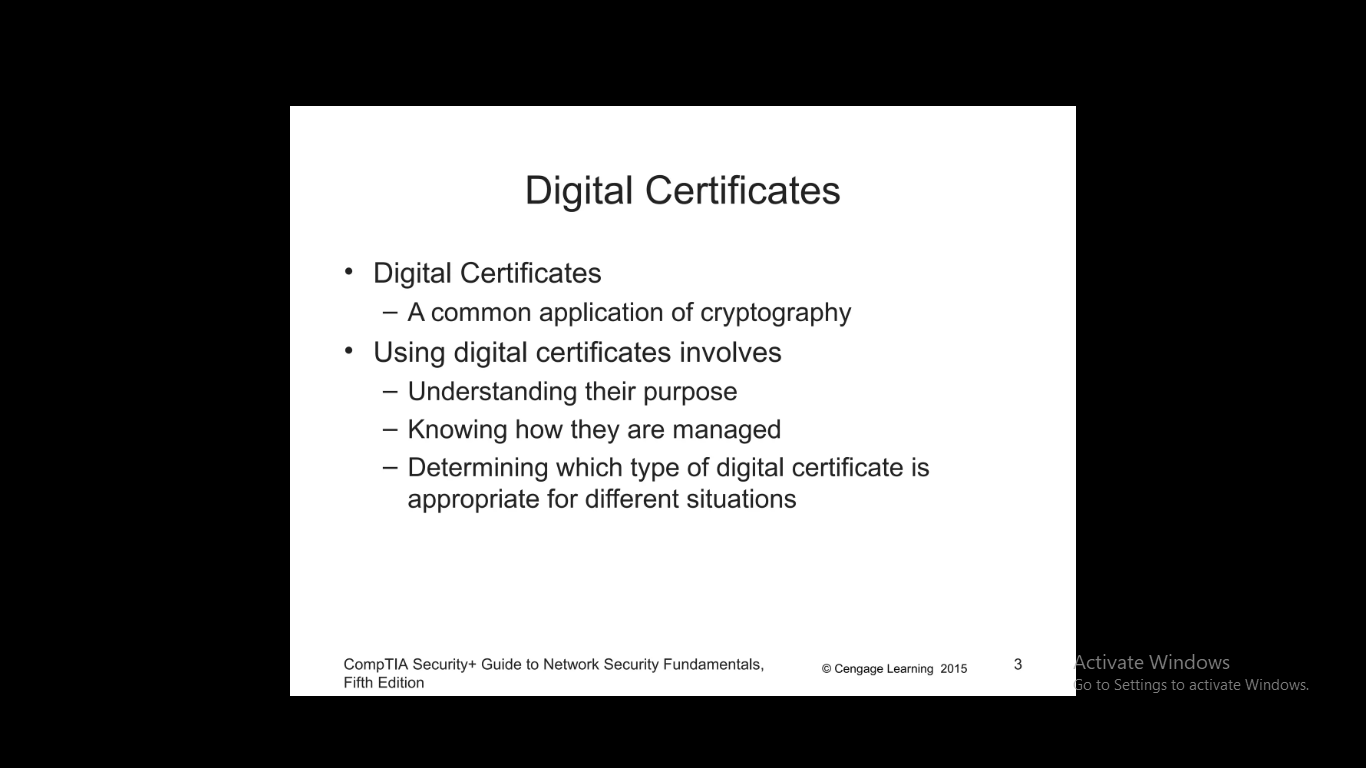 Digital Certificates
• Digital Certificates
– A common application of cryptography
• Using digital certificates involves
– Understanding their purpose
– Knowing how they are managed
– Determining which type of digital certificate is
appropriate for different situations
CompTIA Security+ Guide to Network Security Fundamentals,
Fifth Edition
© Cengage Learning 2015
3
Activate Windows
Go to Settings to activate Windows.